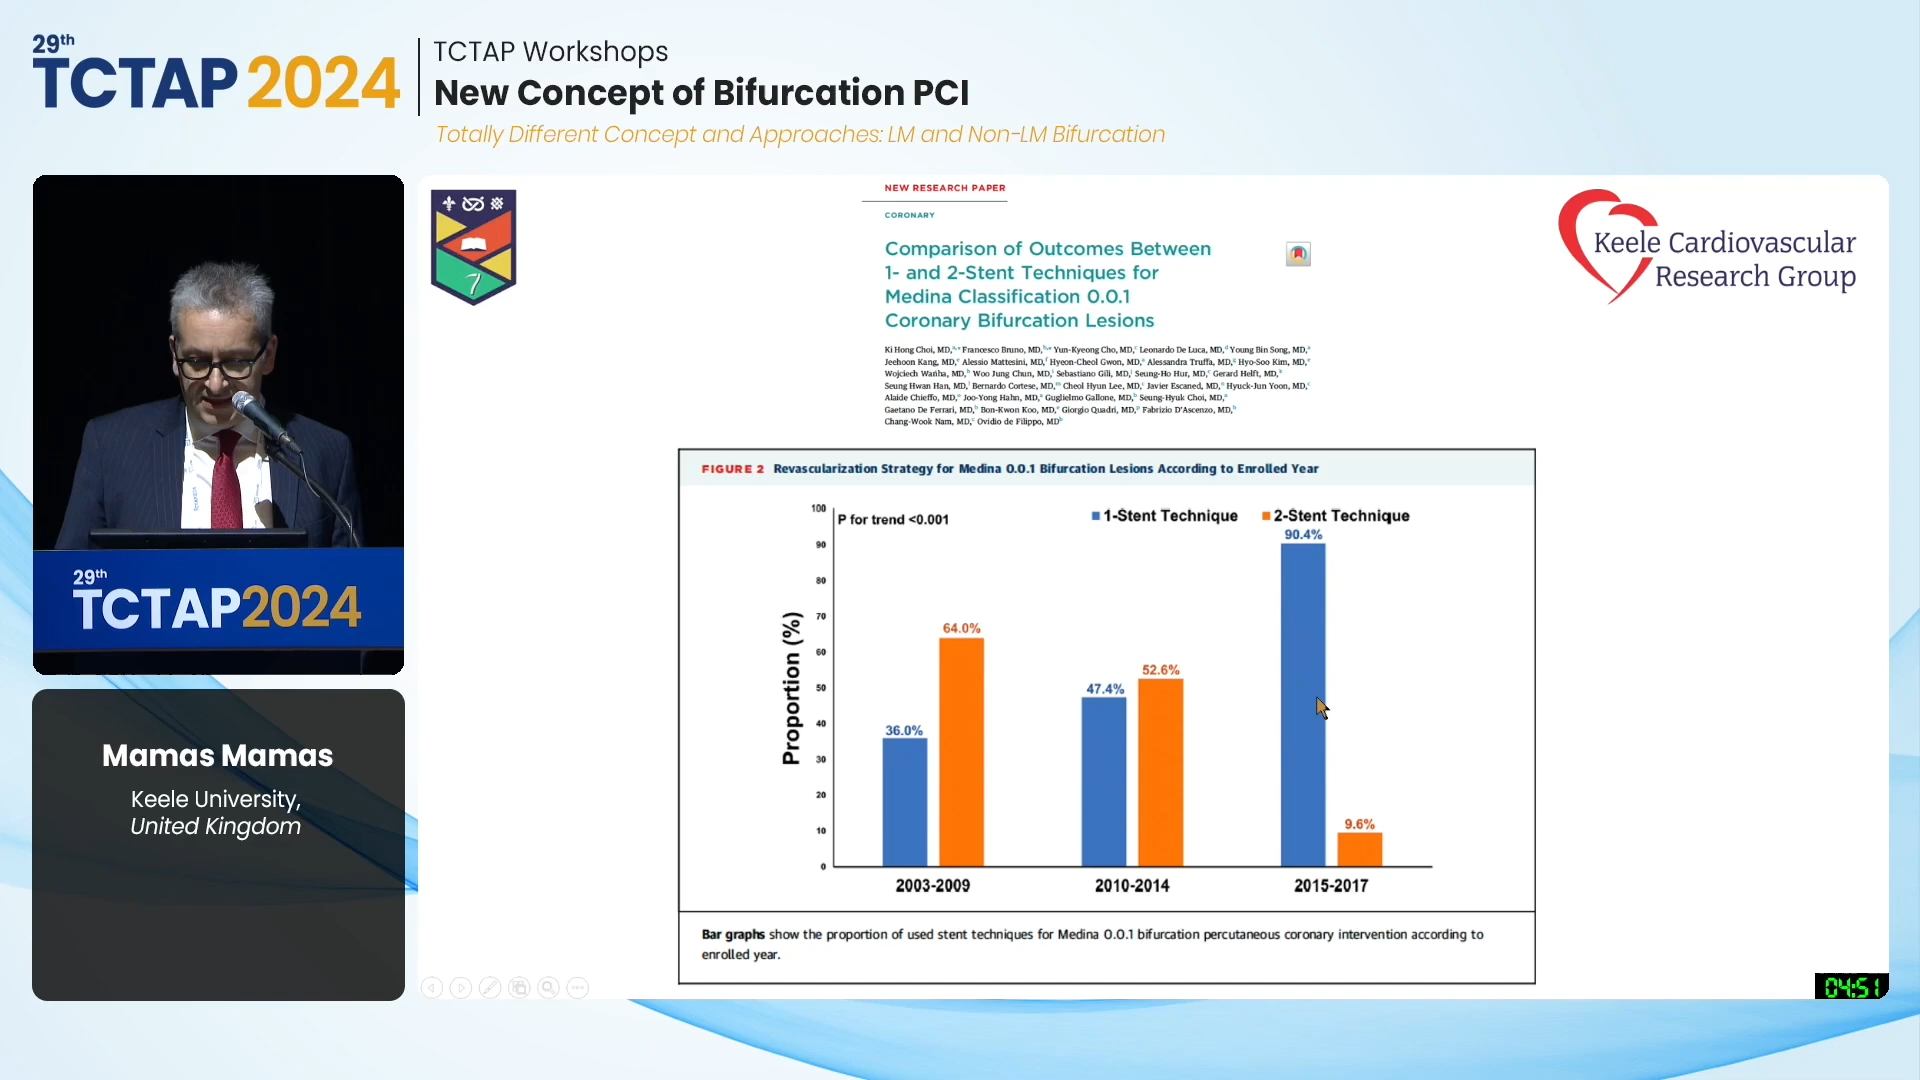 29th
TCTAP 2024
TCTAP Workshops
New Concept of Bifurcation PCI
Totally Different Concept and Approaches: LM and Non-LM Bifurcation
NEW RESEARCH PAPER
CORONARY
Comparison of Outcomes Between
1- and 2-Stent Techniques for
Medina Classification 0.0.1
Coronary Bifurcation Lesions
Ki Hong Choi, MD, Francesco Bruno, MD, Yun-Kyeong Cho, MD, Leonardo De Luca, MD, Young Bin Song, MD,
Jeehoon Kang, MD, Alessio Mattesini, MD, Hyeon-Cheol Gwon, MD, Alessandra Truffa, MD, Hyo-Soo Kim, MD,
Wojciech Wańha, MD, Woo Jung Chun, MD, Sebastiano Gili, MD, Seung-Ho Hur, MD, Gerard Helft, MD,
Seung Hwan Han, MD, Bernardo Cortese, MD, Cheol Hyun Lee, MD, Javier Escaned, MD, Hyuck-Jun Yoon, MD,
Alaide Chieffo, MD, Joo-Yong Hahn, MD, Guglielmo Gallone, MD, Seung-Hyuk Choi, MD,
Gaetano De Ferrari, MD, Bon-Kwon Koo, MD, Giorgio Quadri, MD, Fabrizio D'Ascenzo, MD,
Chang-Wook Nam, MD, Ovidio de Filippo, MD
Keele Cardiovascular
Research Group
FIGURE 2 Revascularization Strategy for Medina 0.0.1 Bifurcation Lesions According to Enrolled Year
P for trend <0.001
1-Stent Technique
2-Stent Technique
Proportion (%)
100
90
80
70
60
50
40
30
20
10
0
36.0%
64.0%
47.4%
52.6%
90.4%
9.6%
2003-2009
2010-2014
2015-2017
Bar graphs show the proportion of used stent techniques for Medina 0.0.1 bifurcation percutaneous coronary intervention according to
enrolled year.
29th
TCTAP2024
Mamas Mamas
Keele University,
United Kingdom
04:51